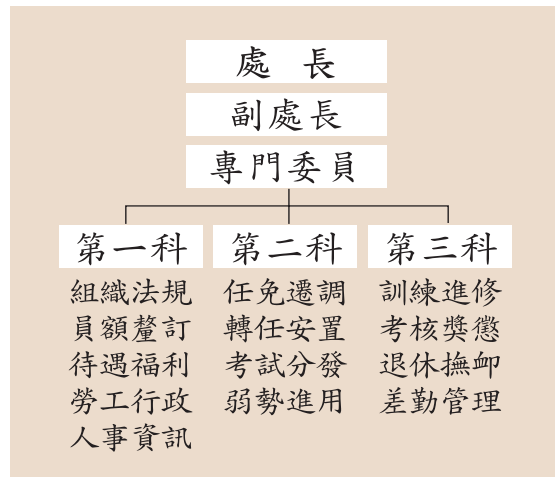 處 長
副處長
專門委員
第一科
組織法規
員額釐訂
待遇福利
勞工行政
人事資訊
第二科
任免遷調
轉任安置
考試分發
弱勢進用
第三科
訓練進修
考核獎懲
退休撫卹
差勤管理